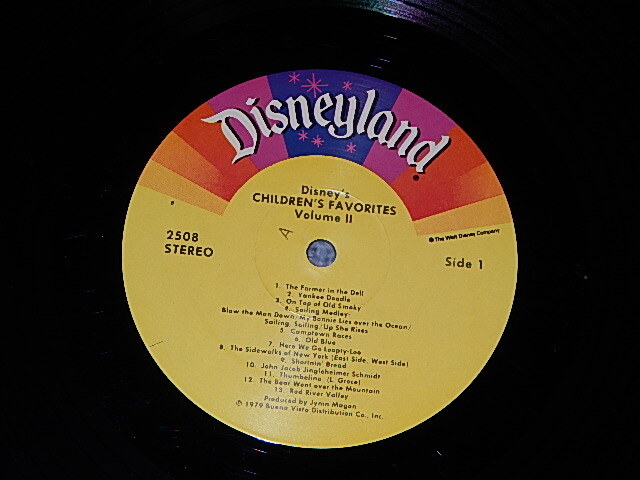 Disneyland
Disney's
CHILDREN'S FAVORITES
Volume II
® The Walt Disney Company
2508
STEREO
A
Side 1
1. The Farmer in the Dell
2. Yankee Doodle
3. On Top of Old Smoky
4. Sailing Medley:
Blow the Man Down/My Bonnie Lies over the Ocean/
Sailing, Sailing/Up She Rises
5. Camptown Races
6. Old Blue
7. Here We Go Loopty-Loo
8. The Sidewalks of New York (East Side, West Side)
9. Shortnin' Bread
10. John Jacob Jingleheimer Schmidt
11. Thumbelina (L. Groce)
12. The Bear Went over the Mountain
13. Red River Valley
Produced by Jymn Magon
℗ 1979 Buena Vista Distribution Co., Inc.